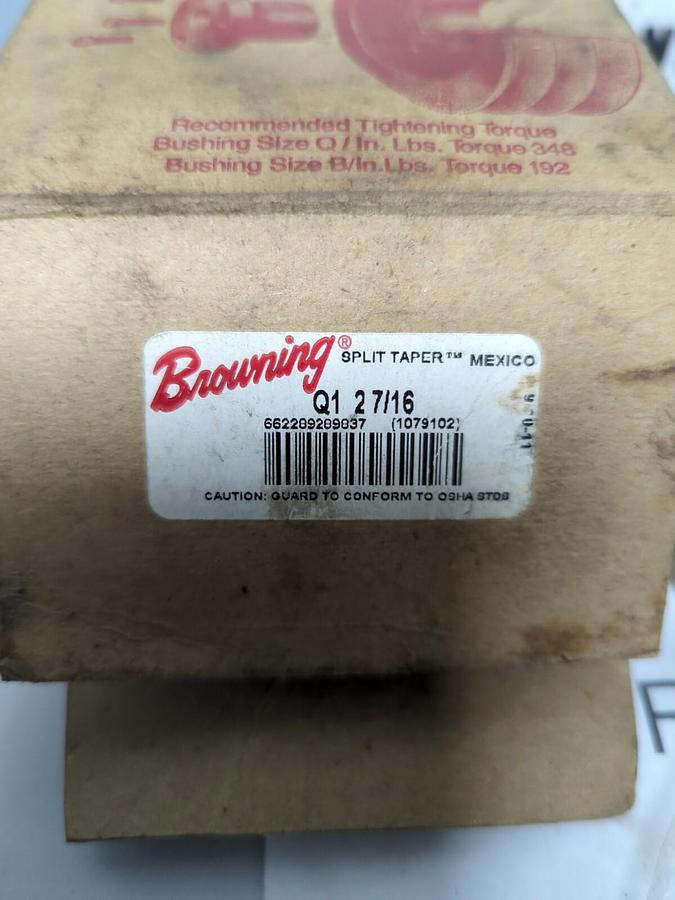 Recommended Tightening Torque
Bushing Size Q / In. Lbs. Torque 348
Bushing Size B/In.Lbs. Torque 192
Browning® SPLIT TAPER™ MEXICO
Q1 2 7/16
662289289837 (1079102)
CAUTION: GUARD TO CONFORM TO OSHA STDS